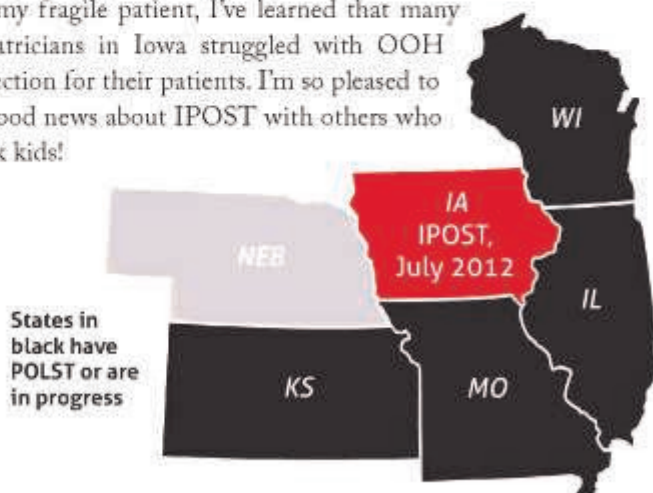 my fragile patient, I've learned that many
atricians in Iowa struggled with OOH
ction for their patients. I'm so pleased to
ood news about IPOST with others who
k kids!
WI
IA
IPOST,
July 2012
NEB
IL
States in
black have
POLST or are
in progress
KS
MO